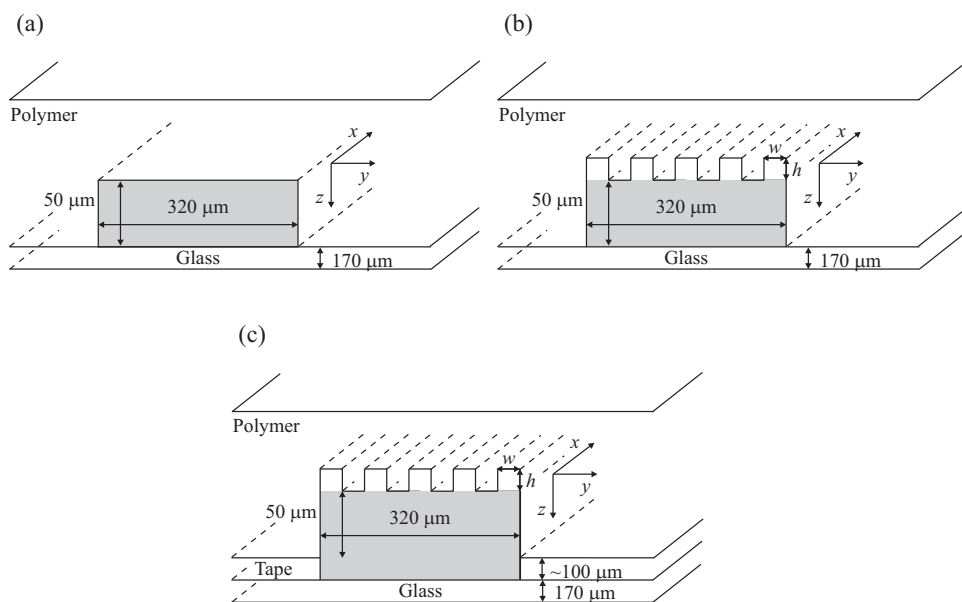 (a)
Polymer
x
y
z
50 μm
320 μm
Glass
170 μm
(b)
Polymer
x
w
y
h
z
50 μm
320 μm
Glass
170 μm
(c)
Polymer
x
w
y
h
z
50 μm
320 μm
Tape
~100 μm
Glass
170 μm